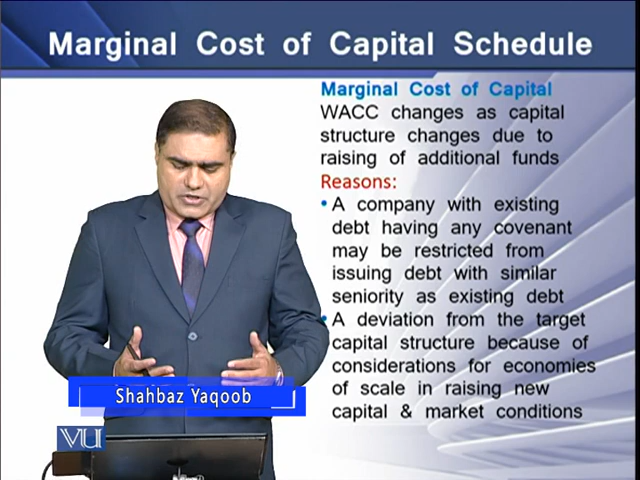 Marginal Cost of Capital Schedule
Marginal Cost of Capital
WACC changes as capital
structure changes due to
raising of additional funds
Reasons:
• A company with existing
debt having any covenant
may be restricted from
issuing debt with similar
seniority as existing debt
• A deviation from the target
capital structure because of
considerations for economies
of scale in raising new
capital & market conditions
Shahbaz Yaqoob
VU